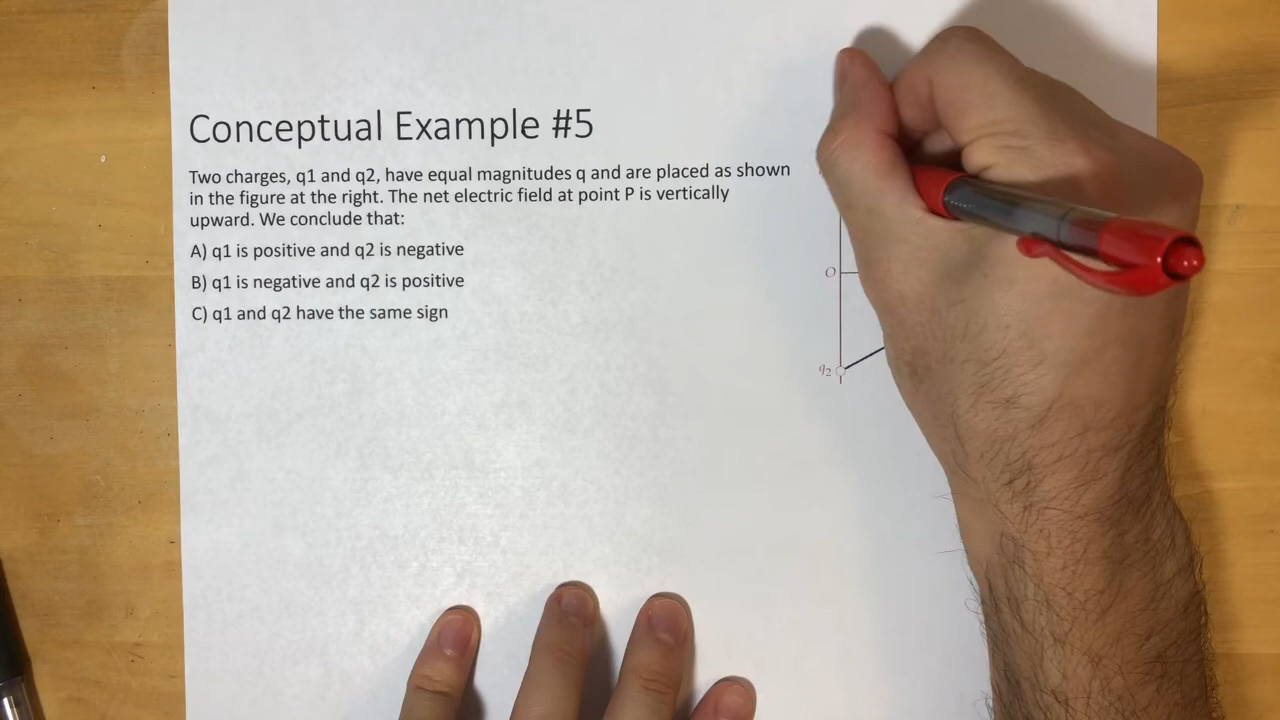 Conceptual Example #5
Two charges, q1 and q2, have equal magnitudes q and are placed as shown
in the figure at the right. The net electric field at point P is vertically
upward. We conclude that:
A) q1 is positive and q2 is negative
B) q1 is negative and q2 is positive
C) q1 and q2 have the same sign
O
q2